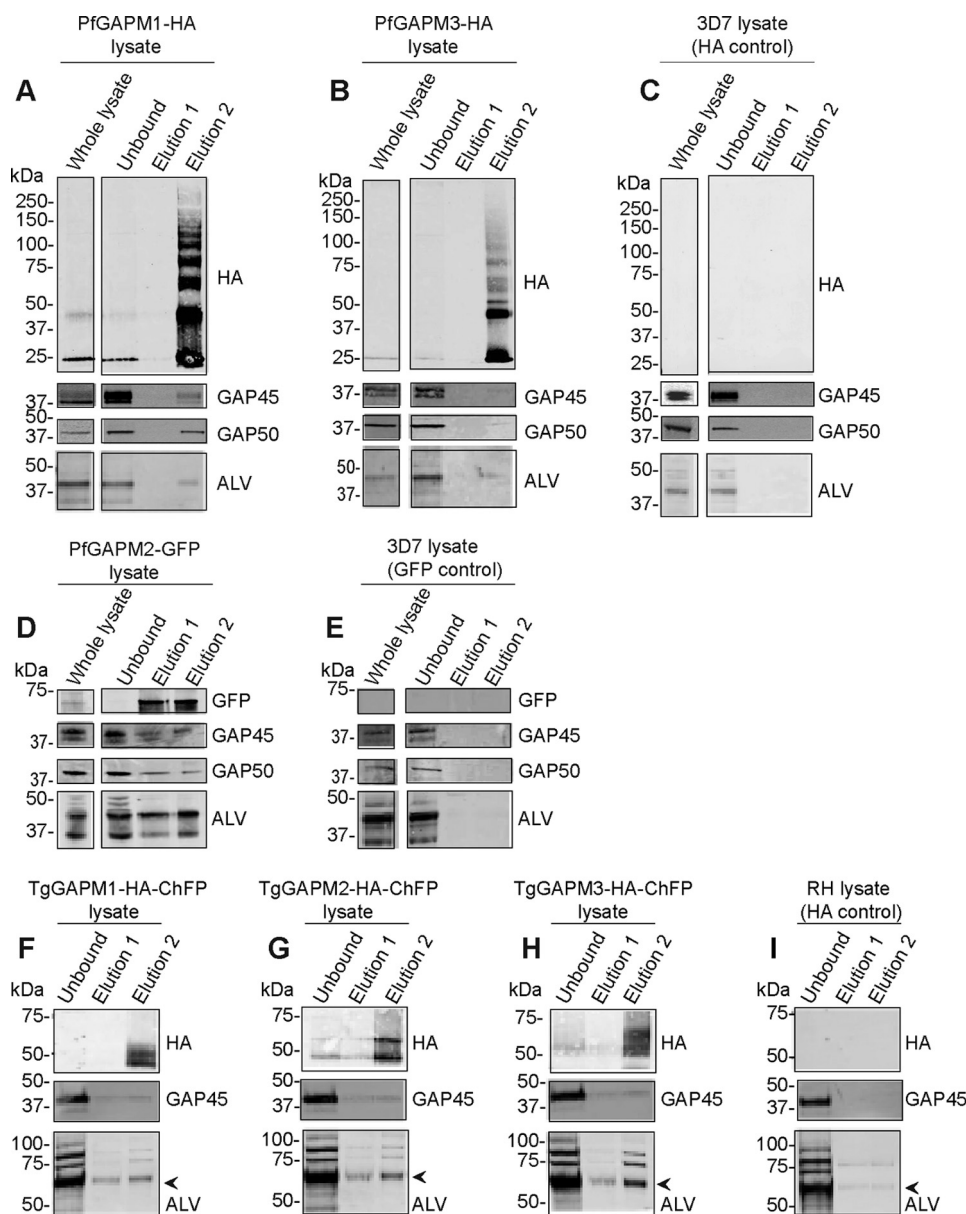 PfGAPM1-HA
lysate
A
Whole lysate
Unbound
Elution 1
Elution 2
kDa
250-
150-
100-
75-
50-
37-
25-
HA
37-
GAP45
50-
37-
GAP50
50-
37-
ALV
PfGAPM3-HA
lysate
B
Whole lysate
Unbound
Elution 1
Elution 2
kDa
250-
150-
100-
75-
50-
37-
25-
HA
37-
GAP45
50-
37-
GAP50
50-
37-
ALV
3D7 lysate
(HA control)
C
Whole lysate
Unbound
Elution 1
Elution 2
kDa
250-
150-
100-
75-
50-
37-
25-
HA
37-
GAP45
50-
37-
GAP50
50-
37-
ALV
PfGAPM2-GFP
lysate
D
Whole lysate
Unbound
Elution 1
Elution 2
kDa
75-
GFP
37-
GAP45
37-
GAP50
50-
37-
ALV
3D7 lysate
(GFP control)
E
Whole lysate
Unbound
Elution 1
Elution 2
kDa
75-
GFP
37-
GAP45
37-
GAP50
50-
37-
ALV
TgGAPM1-HA-ChFP
lysate
F
Unbound
Elution 1
Elution 2
kDa
75-
50-
HA
50-
37-
GAP45
100-
75-
50-
ALV
TgGAPM2-HA-ChFP
lysate
G
Unbound
Elution 1
Elution 2
kDa
75-
50-
HA
50-
37-
GAP45
100-
75-
50-
ALV
TgGAPM3-HA-ChFP
lysate
H
Unbound
Elution 1
Elution 2
kDa
75-
50-
HA
50-
37-
GAP45
100-
75-
50-
ALV
RH lysate
(HA control)
I
Unbound
Elution 1
Elution 2
kDa
75-
50-
HA
50-
37-
GAP45
100-
75-
50-
ALV